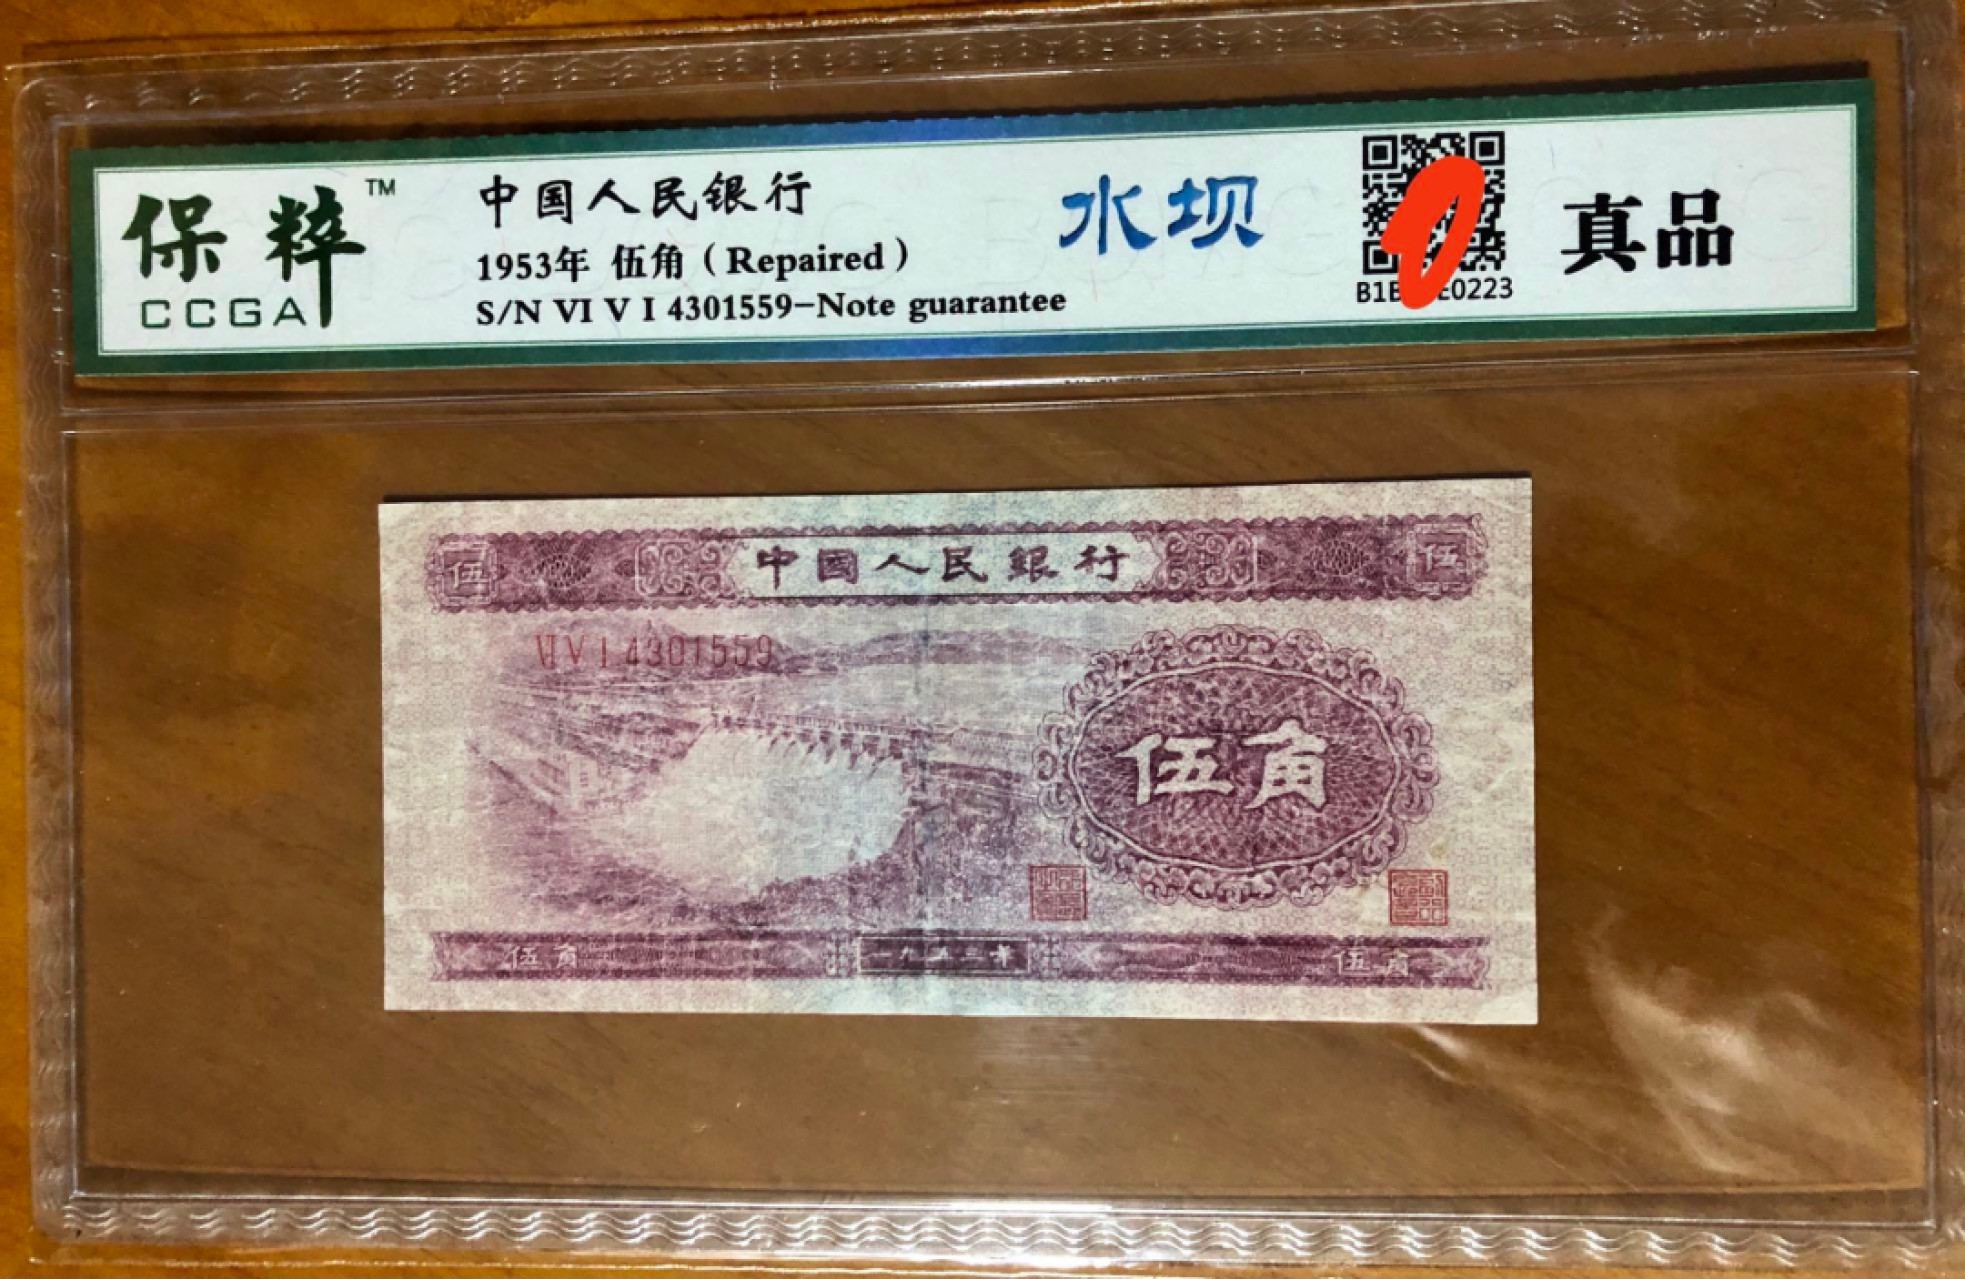 保粹™
CCGA
中国人民银行
1953年 伍角（Repaired）
S/N VI V I 4301559-Note guarantee
水坝
E0223
真品
伍 中国人民銀行 伍
VI V I 4301559
伍角
伍角 一九五三年 伍角